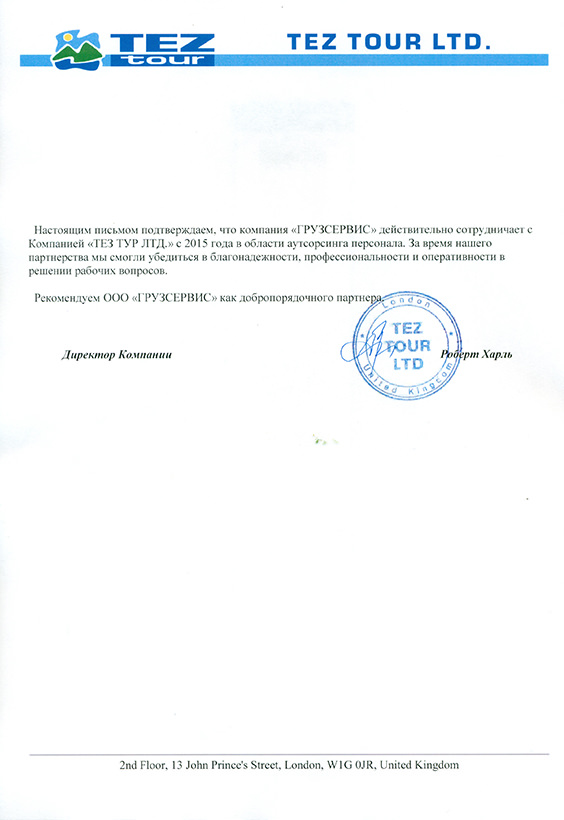 TEZ
tour
TEZ TOUR LTD.
Настоящим письмом подтверждаем, что компания «ГРУЗСЕРВИС» действительно сотрудничает с
Компанией «ТЕЗ ТУР ЛТД.» с 2015 года в области аутсорсинга персонала. За время нашего
партнерства мы смогли убедиться в благонадежности, профессиональности и оперативности в
решении рабочих вопросов.
Рекомендуем ООО «ГРУЗСЕРВИС» как добропорядочного партнера.
London
TEZ
TOUR
LTD
United Kingdom
Директор Компании
Роберт Харль
2nd Floor, 13 John Prince's Street, London, W1G 0JR, United Kingdom